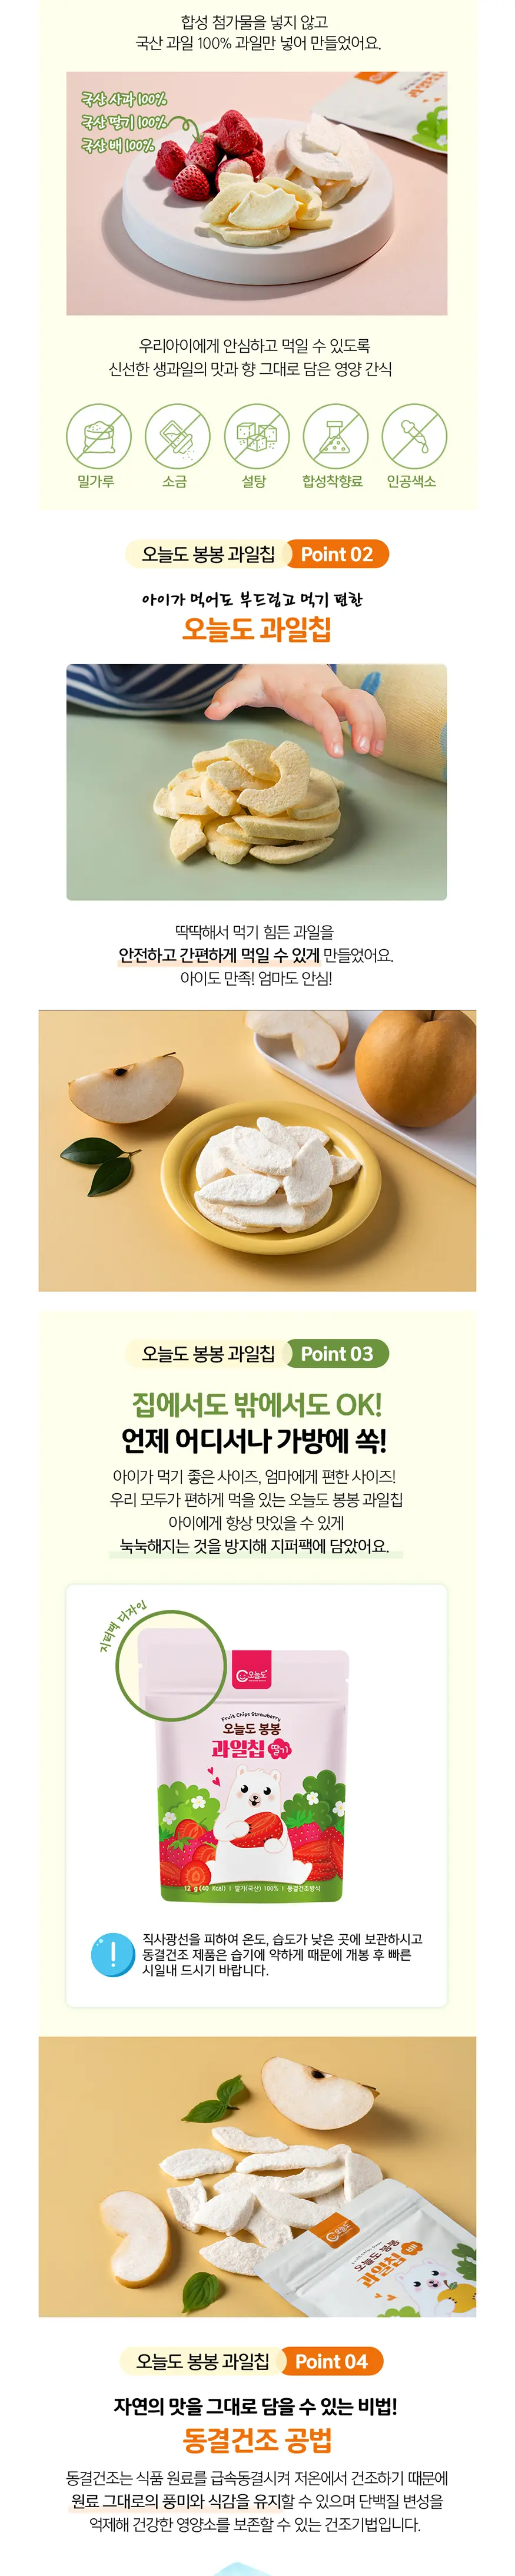 합성 첨가물을 넣지 않고
국산 과일 100% 과일만 넣어 만들었어요.
국산 사과 100%
국산 딸기 100%
국산 배 100%
우리아이에게 안심하고 먹일 수 있도록
신선한 생과일의 맛과 향 그대로 담은 영양 간식
밀가루 소금 설탕 합성착향료 인공색소
오늘도 봉봉 과일칩 Point 02
아이가 먹어도 부드럽고 먹기 편한
오늘도 과일칩
딱딱해서 먹기 힘든 과일을
안전하고 간편하게 먹일 수 있게 만들었어요.
아이도 만족! 엄마도 안심!
오늘도 봉봉 과일칩 Point 03
집에서도 밖에서도 OK!
언제 어디서나 가방에 쏙!
아이가 먹기 좋은 사이즈, 엄마에게 편한 사이즈!
우리 모두가 편하게 먹을 있는 오늘도 봉봉 과일칩
아이에게 항상 맛있을 수 있게
눅눅해지는 것을 방지해 지퍼팩에 담았어요.
지퍼팩 디자인
오늘도
Fruit Chips Strawberry
오늘도 봉봉
과일칩 딸기
12 g (40 Kcal) | 딸기(국산) 100% | 동결건조방식
직사광선을 피하여 온도, 습도가 낮은 곳에 보관하시고
동결건조 제품은 습기에 약하게 때문에 개봉 후 빠른
시일내 드시기 바랍니다.
오늘도
오늘도 봉봉
과일칩 배
오늘도 봉봉 과일칩 Point 04
자연의 맛을 그대로 담을 수 있는 비법!
동결건조 공법
동결건조는 식품 원료를 급속동결시켜 저온에서 건조하기 때문에
원료 그대로의 풍미와 식감을 유지할 수 있으며 단백질 변성을
억제해 건강한 영양소를 보존할 수 있는 건조기법입니다.